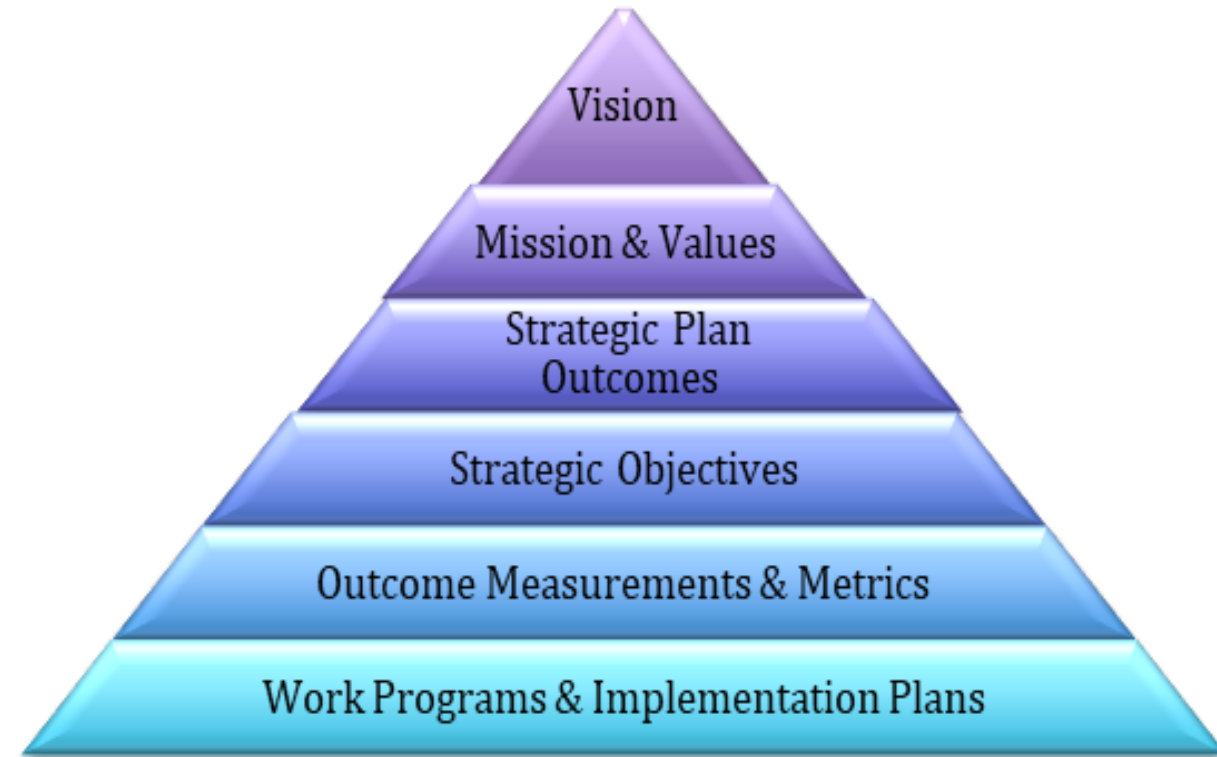 Vision
Mission & Values
Strategic Plan
Outcomes
Strategic Objectives
Outcome Measurements & Metrics
Work Programs & Implementation Plans